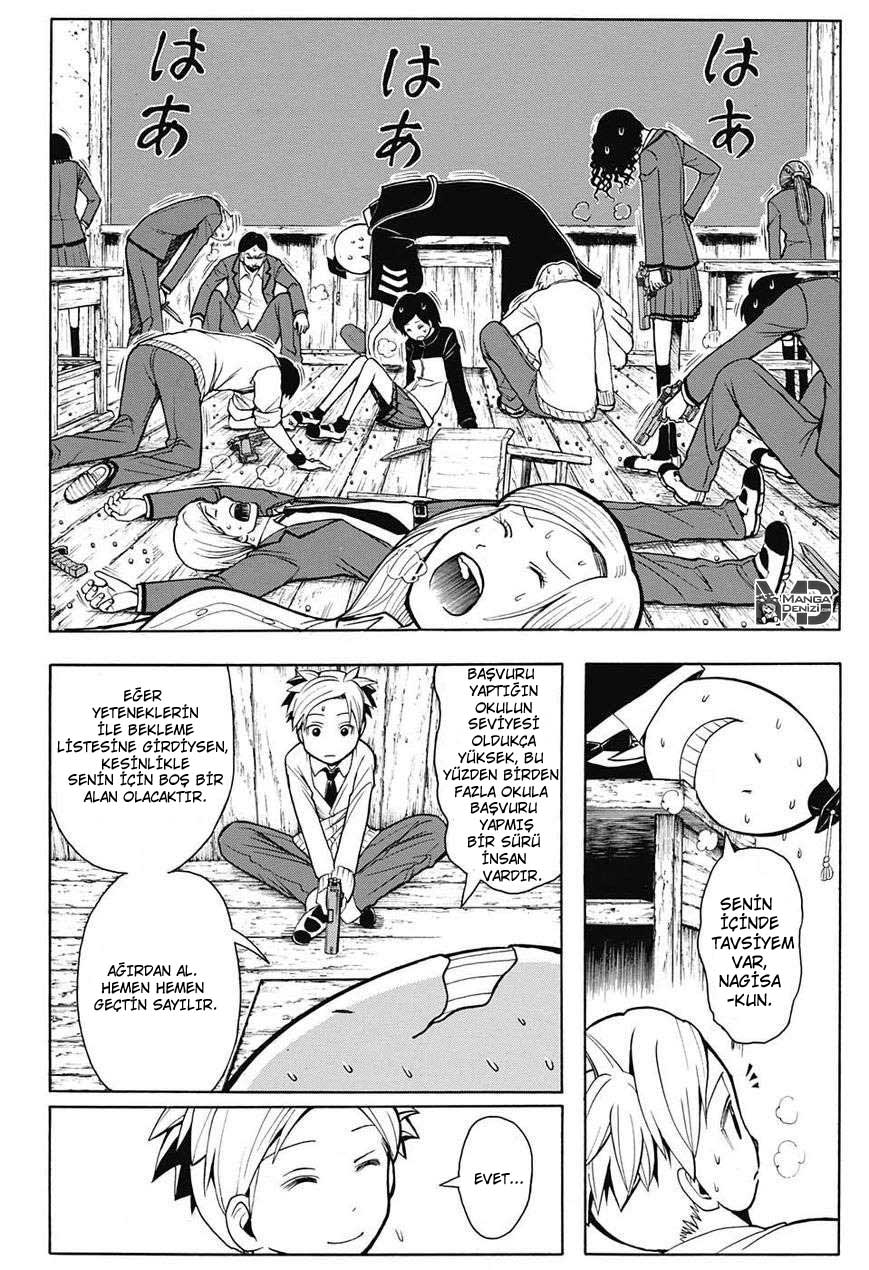 はあ
はあ
はあ
MANGA
DENİZİ
SENİN
İÇİNDE
TAVSİYEM
VAR,
NAGİSA
-KUN.
BAŞVURU
YAPTIĞIN
OKULUN
SEVİYESİ
OLDUKÇA
YÜKSEK, BU
YÜZDEN BİRDEN
FAZLA OKULA
BAŞVURU
YAPMIŞ
BİR SÜRÜ
İNSAN
VARDIR.
EĞER
YETENEKLERİN
İLE BEKLEME
LİSTESİNE GİRDİYSEN,
KESİNLİKLE
SENİN İÇİN BOŞ BİR
ALAN OLACAKTIR.
AĞIRDAN AL.
HEMEN HEMEN
GEÇTİN SAYILIR.
EVET...